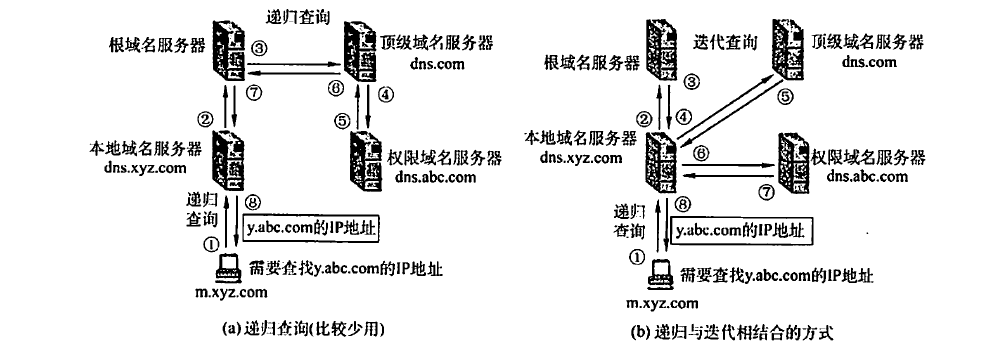 递归查询
根域名服务器
③
顶级域名服务器
dns.com
⑦
⑥
④
②
⑤
本地域名服务器
dns.xyz.com
权限域名服务器
dns.abc.com
递归
查询
⑧
y.abc.com的IP地址
①
需要查找y.abc.com的IP地址
m.xyz.com
(a) 递归查询(比较少用)
迭代查询
根域名服务器
顶级域名服务器
dns.com
③
⑤
②
④
本地域名服务器
dns.xyz.com
⑥
权限域名服务器
dns.abc.com
⑦
递归
查询
⑧
y.abc.com的IP地址
①
需要查找y.abc.com的IP地址
m.xyz.com
(b) 递归与迭代相结合的方式